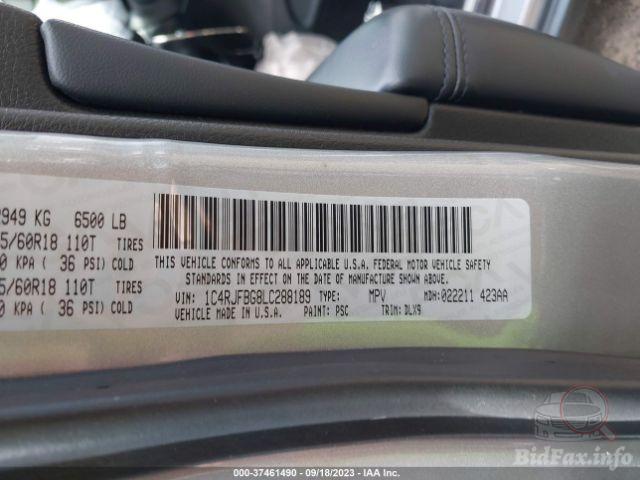 2949 KG 6500 LB
5/60R18 110T TIRES
0 KPA ( 36 PSI) COLD
5/60R18 110T TIRES
0 KPA ( 36 PSI) COLD
THIS VEHICLE CONFORMS TO ALL APPLICABLE U.S.A. FEDERAL MOTOR VEHICLE SAFETY
STANDARDS IN EFFECT ON THE DATE OF MANUFACTURE SHOWN ABOVE.
VIN: 1C4RJFBG8LC288189 TYPE: MPV MDH: 022211 423AA
VEHICLE MADE IN U.S.A. PAINT: PSC TRIM: DLX9
BidFax.info
000-37461490 - 09/18/2023 - IAA Inc.